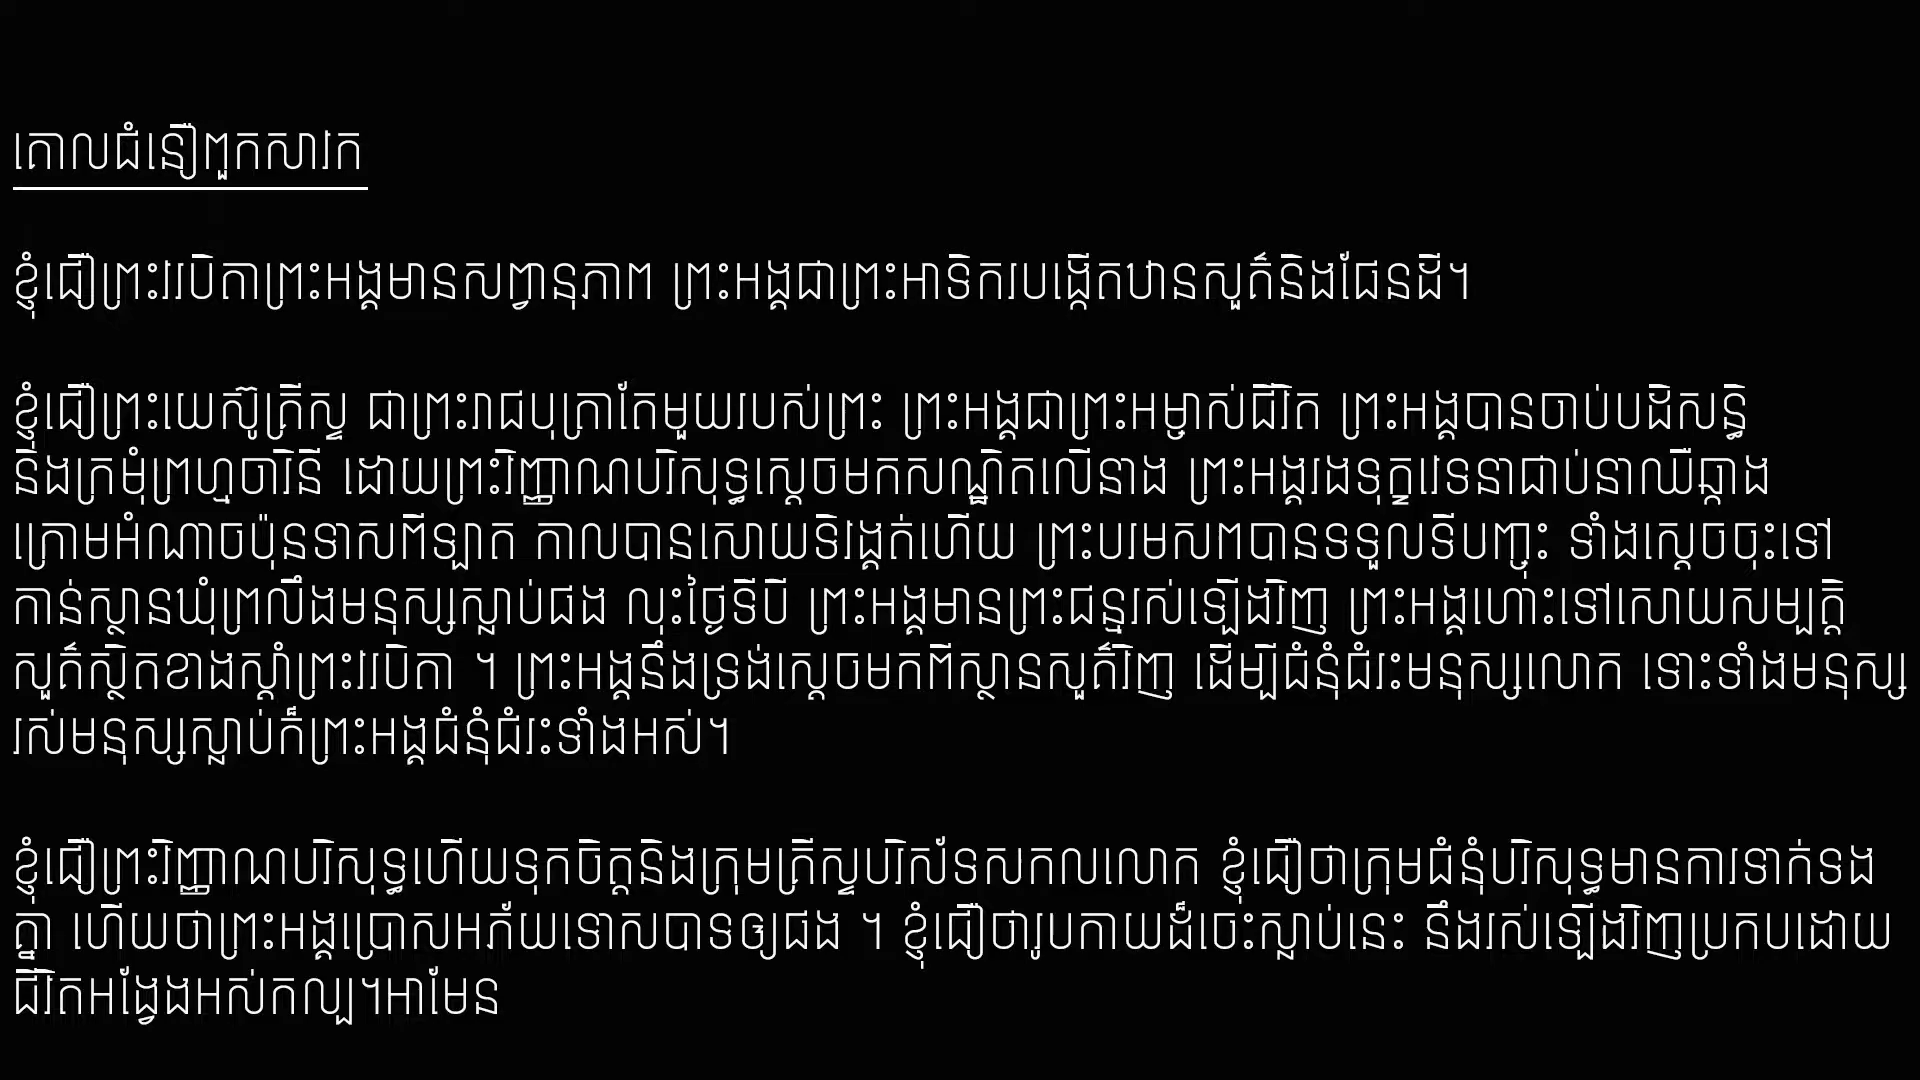 គោលជំនឿពួកសាវក
ខ្ញុំជឿព្រះវរបិតាព្រះអង្គមានសព្វានុភាព ព្រះអង្គជាព្រះអាទិករបង្កើតឋានសួគ៌និងផែនដី។
ខ្ញុំជឿព្រះយេស៊ូគ្រីស្ទ ជាព្រះរាជបុត្រាតែមួយរបស់ព្រះ ព្រះអង្គជាព្រះអម្ចាស់ជីវិត ព្រះអង្គបានចាប់បដិសន្ធិ
នឹងក្រមុំព្រហ្មចារិនី ដោយព្រះវិញ្ញាណបរិសុទ្ធស្ដេចមកសណ្ឋិតលើនាង ព្រះអង្គរងទុក្ខវេទនាជាប់នាឈើឆ្កាង
ក្រោមអំណាចប៉ុនទាសពីឡាត កាលបានសោយទិវង្គត់ហើយ ព្រះបរមសពបានទទួលទីបញ្ចុះ ទាំងស្ដេចចុះទៅ
កាន់ស្ថានឃុំព្រលឹងមនុស្សស្លាប់ផង លុះថ្ងៃទីបី ព្រះអង្គមានព្រះជន្មរស់ឡើងវិញ ព្រះអង្គហោះទៅសោយសម្បត្តិ
សួគ៌ស្ថិតខាងស្ដាំព្រះវរបិតា ។ ព្រះអង្គនឹងទ្រង់ស្ដេចមកពីស្ថានសួគ៌វិញ ដើម្បីជំនុំជំរះមនុស្សលោក ទោះទាំងមនុស្ស
រស់មនុស្សស្លាប់ក៏ព្រះអង្គជំនុំជំរះទាំងអស់។
ខ្ញុំជឿព្រះវិញ្ញាណបរិសុទ្ធហើយទុកចិត្តនិងក្រុមគ្រីស្ទបរិស័ទសកលលោក ខ្ញុំជឿថាក្រុមជំនុំបរិសុទ្ធមានការទាក់ទង
គ្នា ហើយថាព្រះអង្គប្រោសអភ័យទោសបាទឲ្យផង ។ ខ្ញុំជឿថារូបកាយដ៏ចេះស្លាប់នេះ នឹងរស់ឡើងវិញប្រកបដោយ
ជីវិតអង្វែងអស់កល្ប។អាមែន